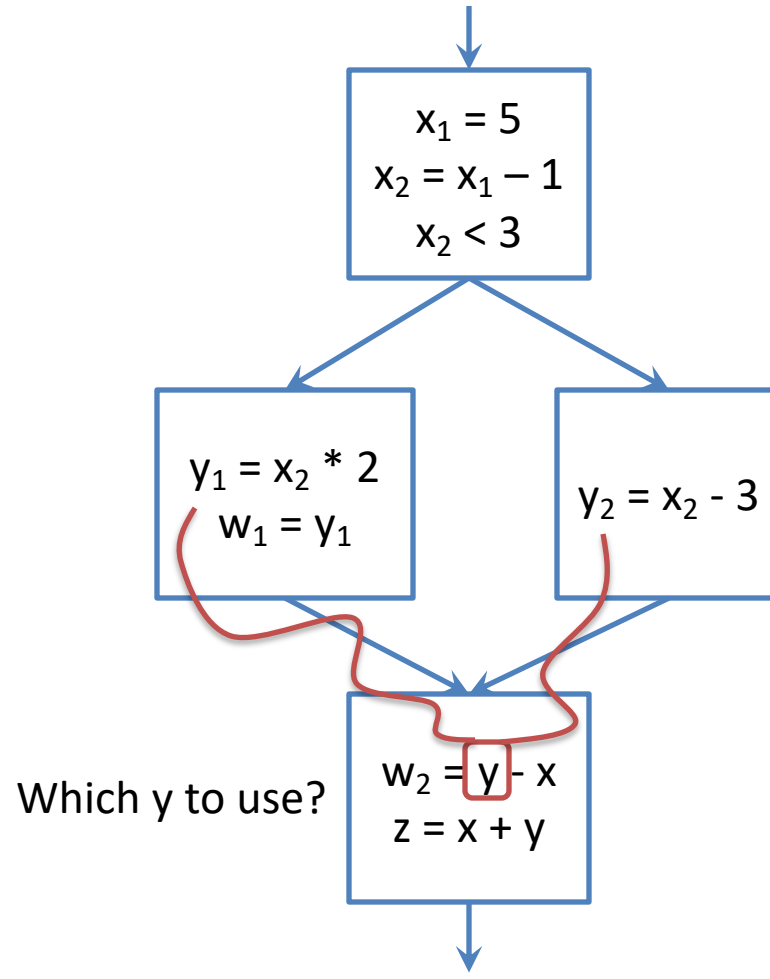 x₁ = 5
x₂ = x₁ – 1
x₂ < 3
y₁ = x₂ * 2
w₁ = y₁
y₂ = x₂ - 3
w₂ = y - x
z = x + y
Which y to use?